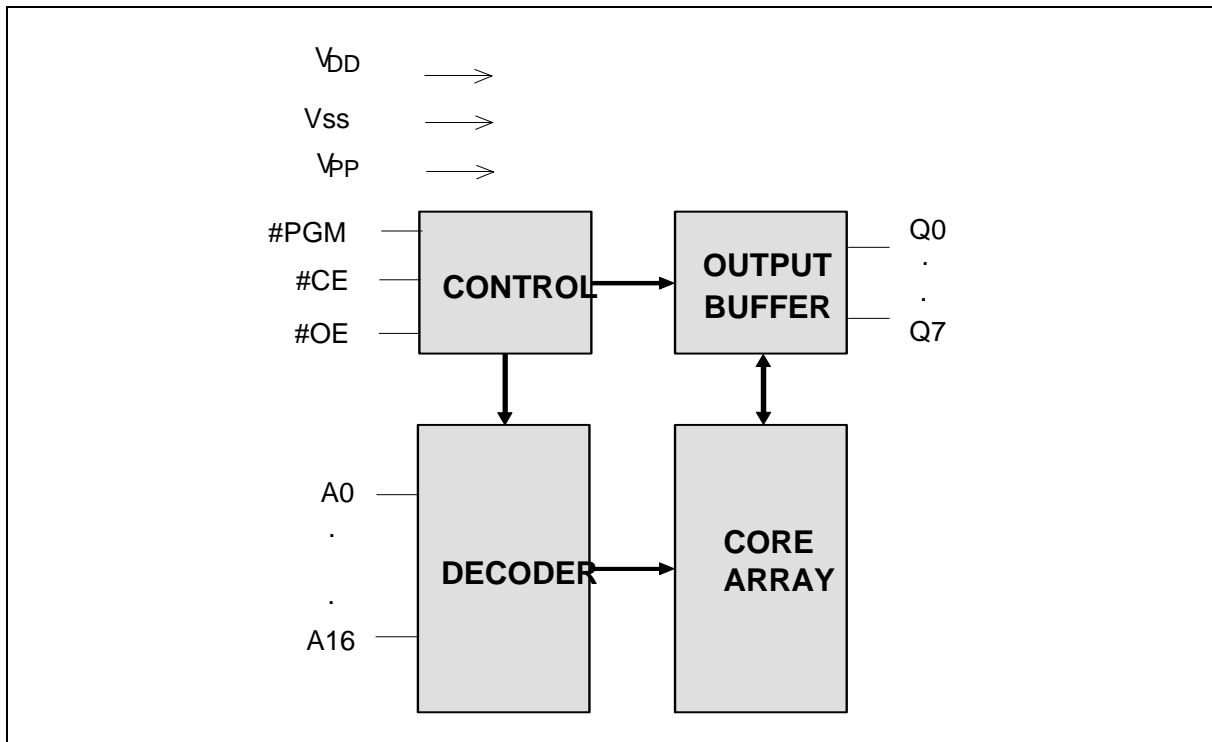 VDD
Vss
VPP
#PGM
#CE
#OE
CONTROL
OUTPUT
BUFFER
Q0
.
.
Q7
A0
.
.
A16
DECODER
CORE
ARRAY